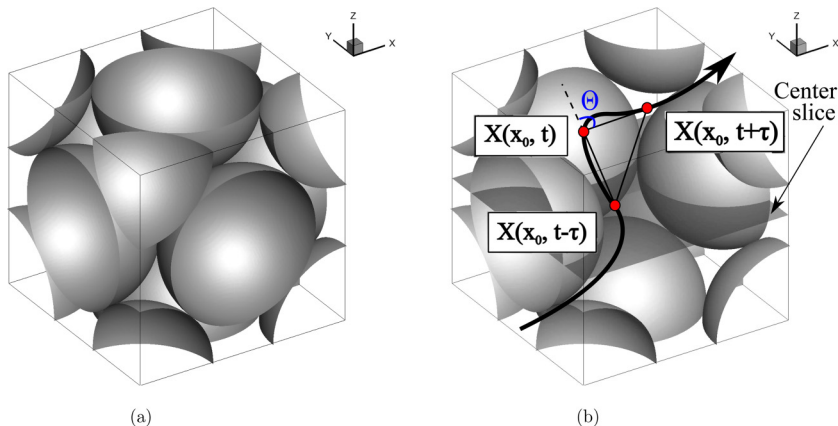 Z
Y
X
Z
Y
X
Θ
Center
slice
X(x₀, t)
X(x₀, t+τ)
X(x₀, t-τ)
(a)
(b)